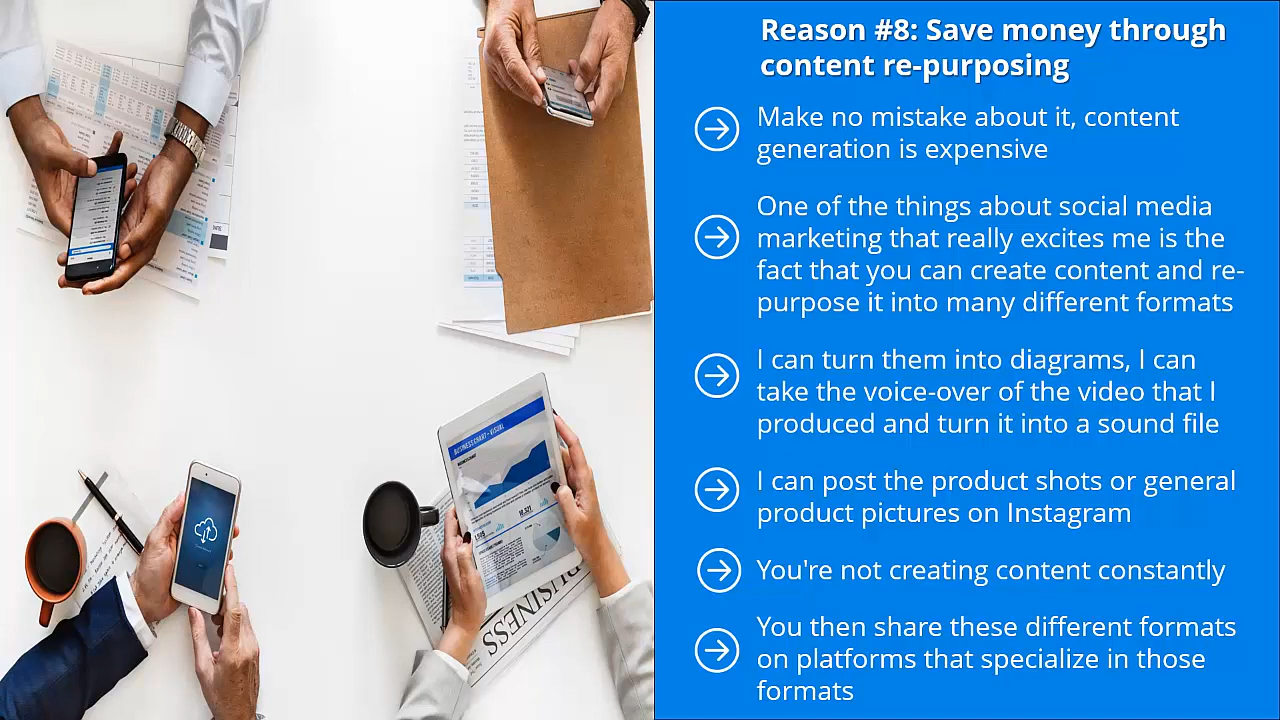 Reason #8: Save money through
content re-purposing
Make no mistake about it, content
generation is expensive
One of the things about social media
marketing that really excites me is the
fact that you can create content and re-
purpose it into many different formats
I can turn them into diagrams, I can
take the voice-over of the video that I
produced and turn it into a sound file
I can post the product shots or general
product pictures on Instagram
You're not creating content constantly
You then share these different formats
on platforms that specialize in those
formats
BUSINESS CHART - VISUAL
BUSINESS